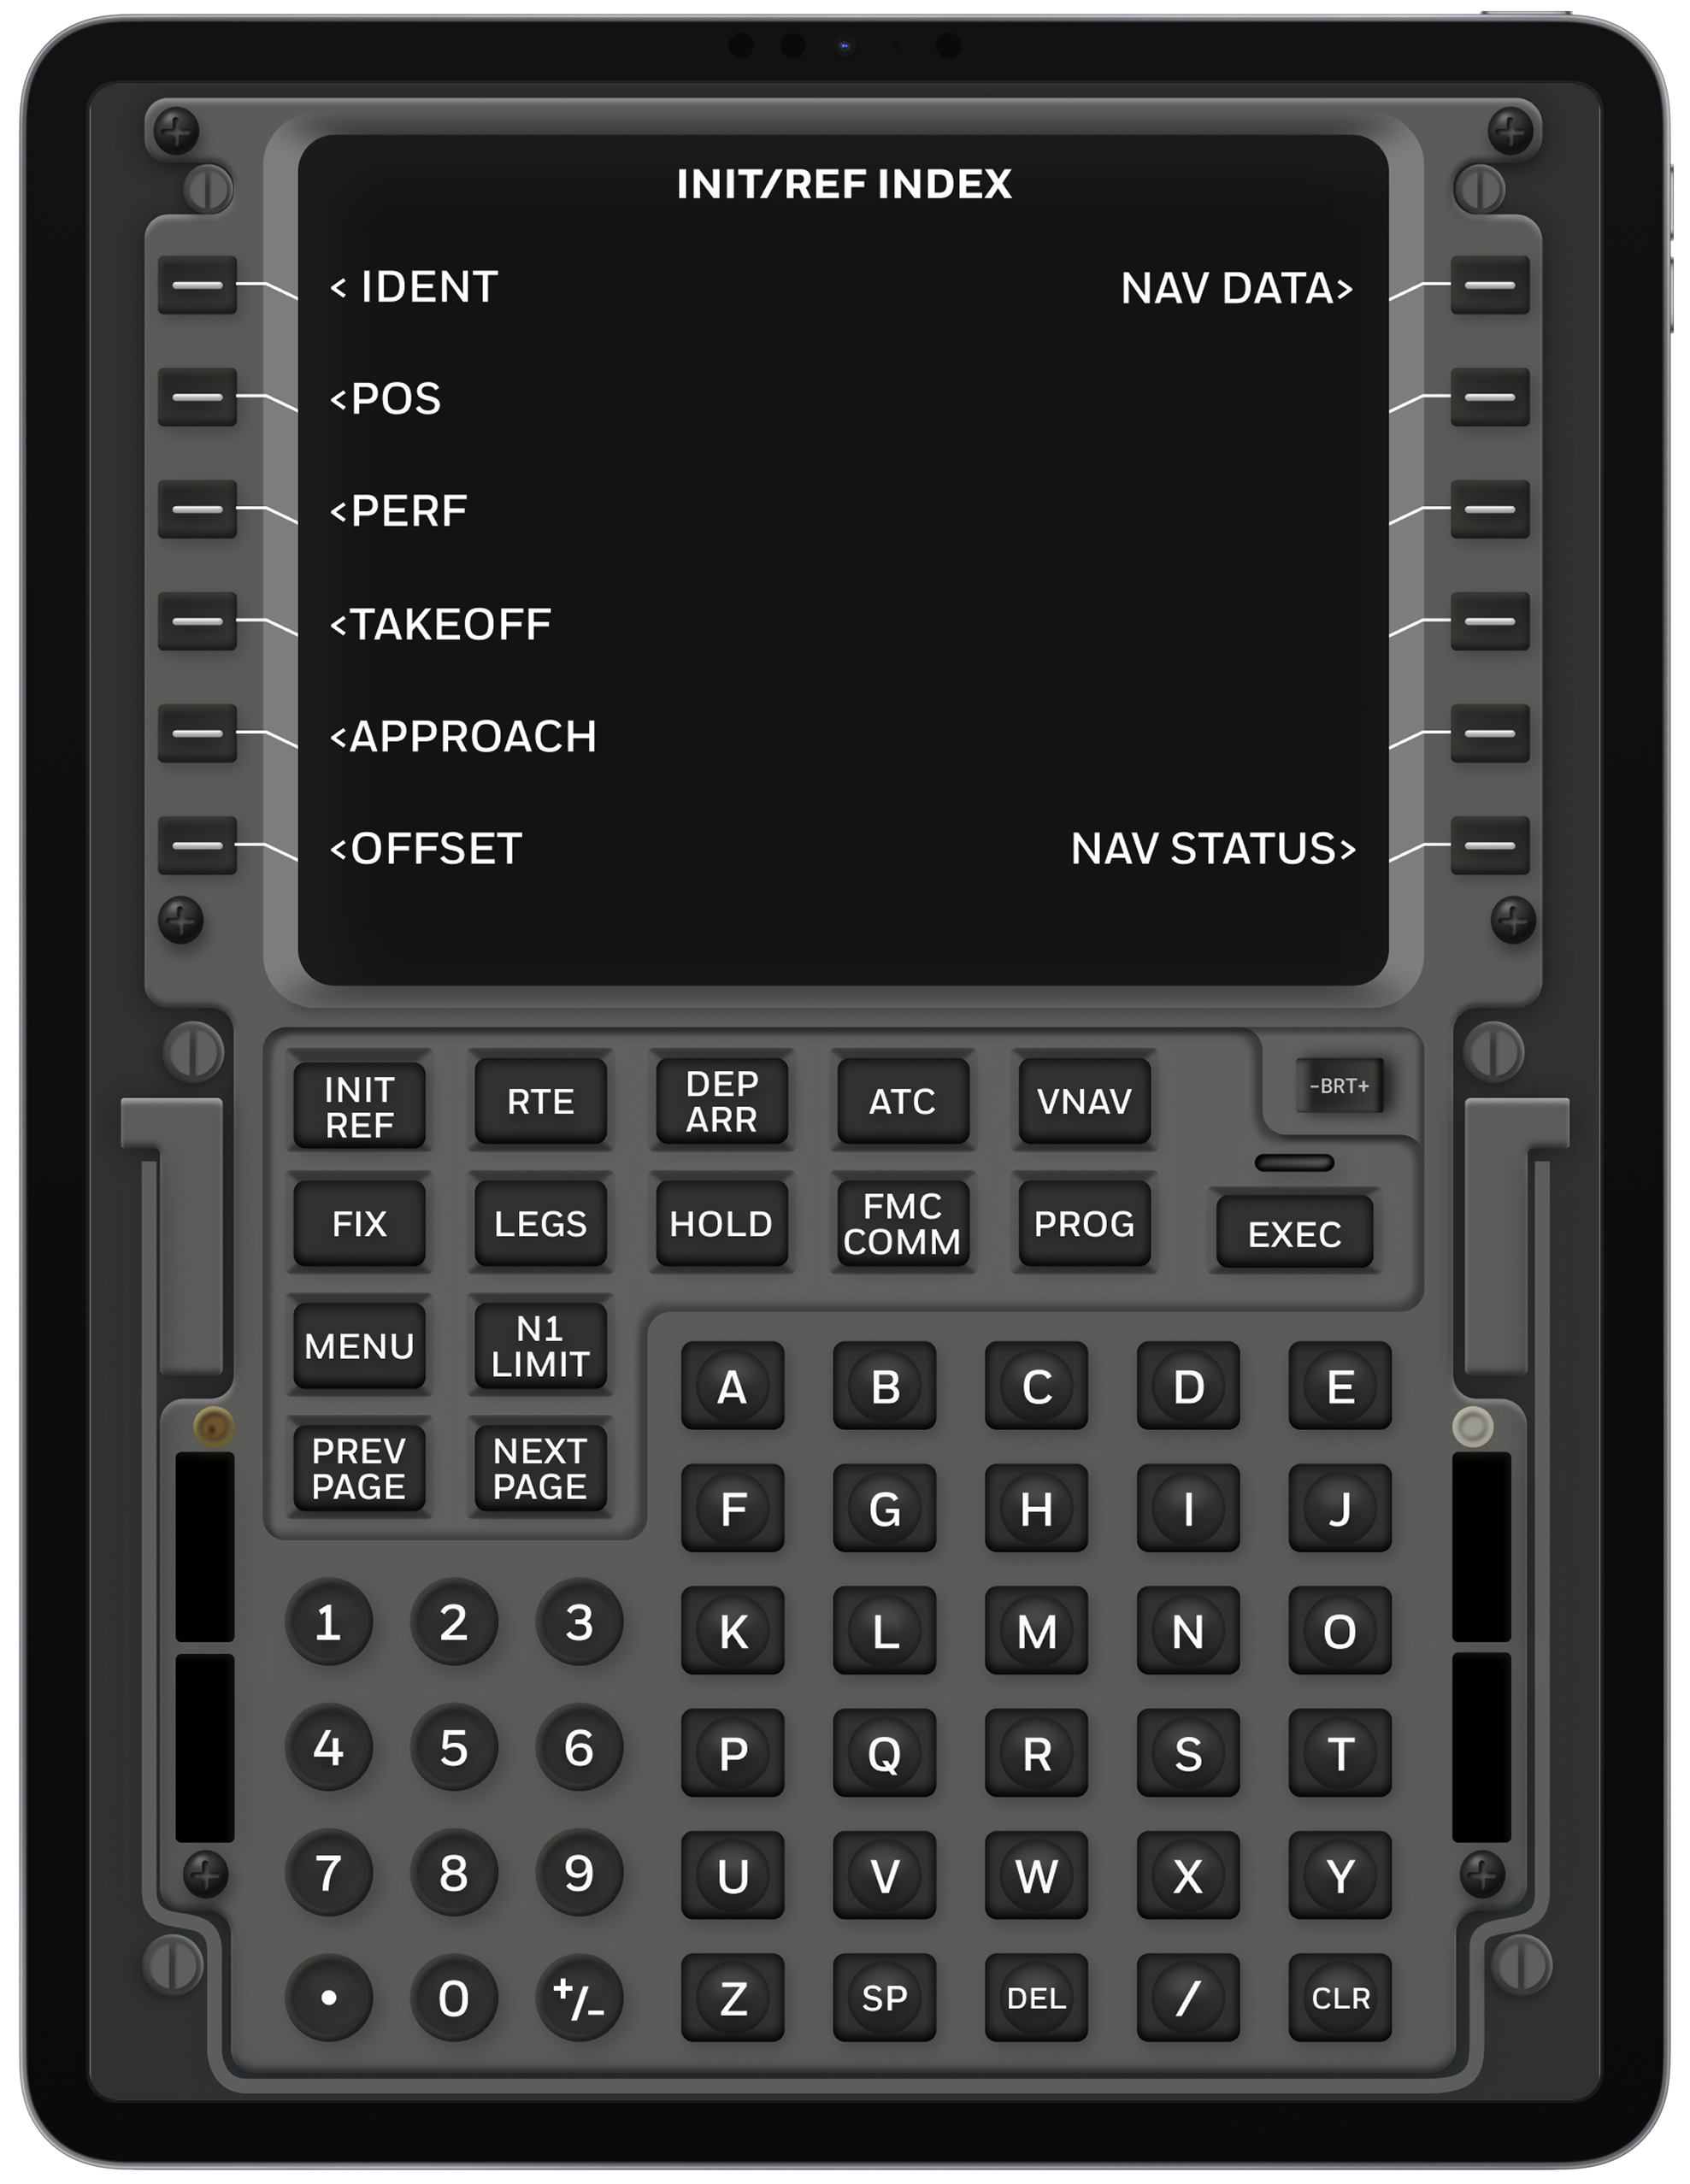 INIT/REF INDEX
< IDENT NAV DATA>
<POS
<PERF
<TAKEOFF
<APPROACH
<OFFSET NAV STATUS>
INIT REF
RTE
DEP ARR
ATC
VNAV
-BRT+
FIX
LEGS
HOLD
FMC COMM
PROG
EXEC
MENU
N1 LIMIT
PREV PAGE
NEXT PAGE
A B C D E
F G H I J
K L M N O
P Q R S T
U V W X Y
Z SP DEL / CLR
1 2 3
4 5 6
7 8 9
. 0 +/-